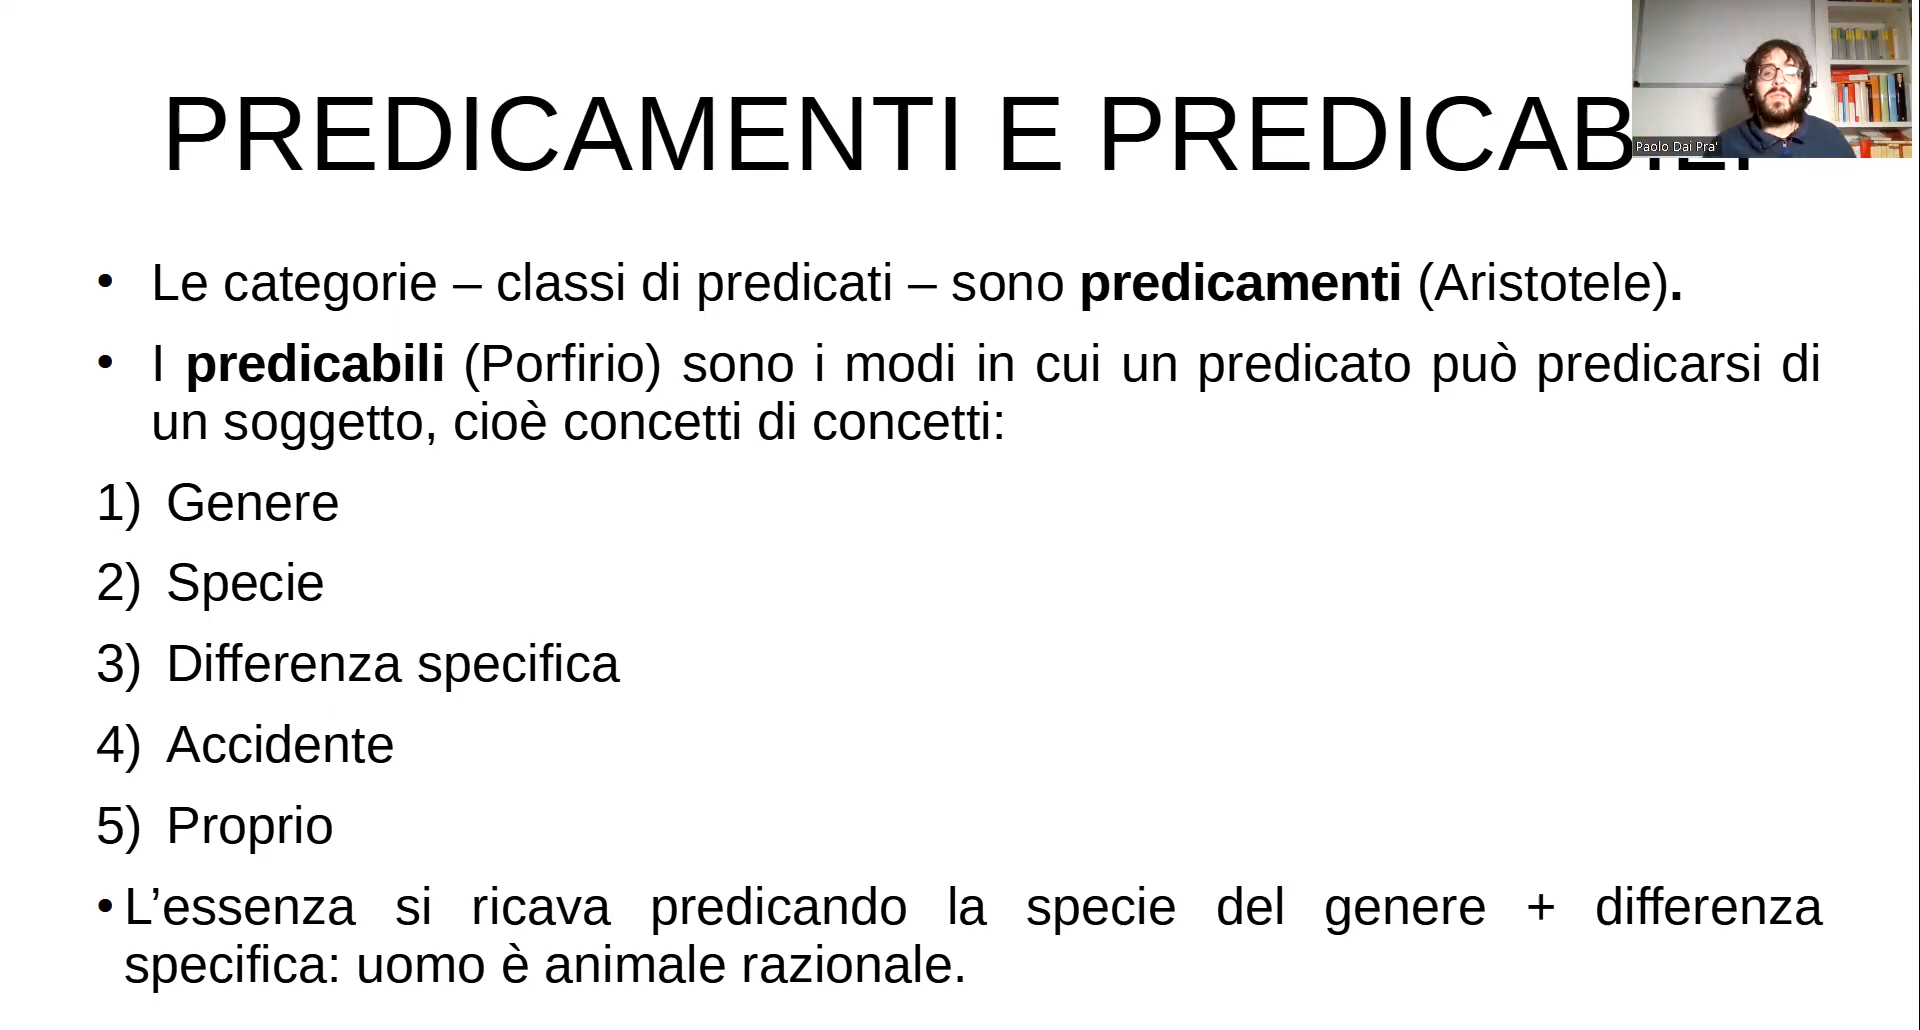 PREDICAMENTI E PREDICABILI
Paolo Dai Pra'
• Le categorie – classi di predicati – sono predicamenti (Aristotele).
• I predicabili (Porfirio) sono i modi in cui un predicato può predicarsi di
un soggetto, cioè concetti di concetti:
1) Genere
2) Specie
3) Differenza specifica
4) Accidente
5) Proprio
• L’essenza si ricava predicando la specie del genere + differenza
specifica: uomo è animale razionale.